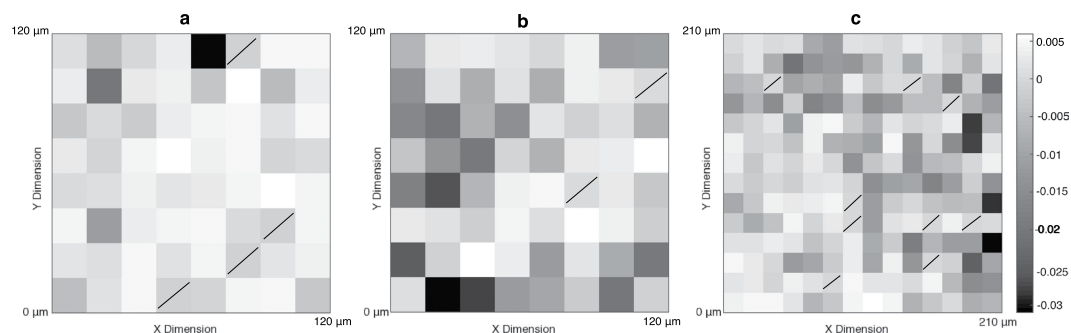 a
b
c
120 µm
120 µm
210 µm
Y Dimension
Y Dimension
Y Dimension
0 µm
0 µm
0 µm
X Dimension
X Dimension
X Dimension
120 µm
120 µm
210 µm
0.005
0
-0.005
-0.01
-0.015
-0.02
-0.025
-0.03